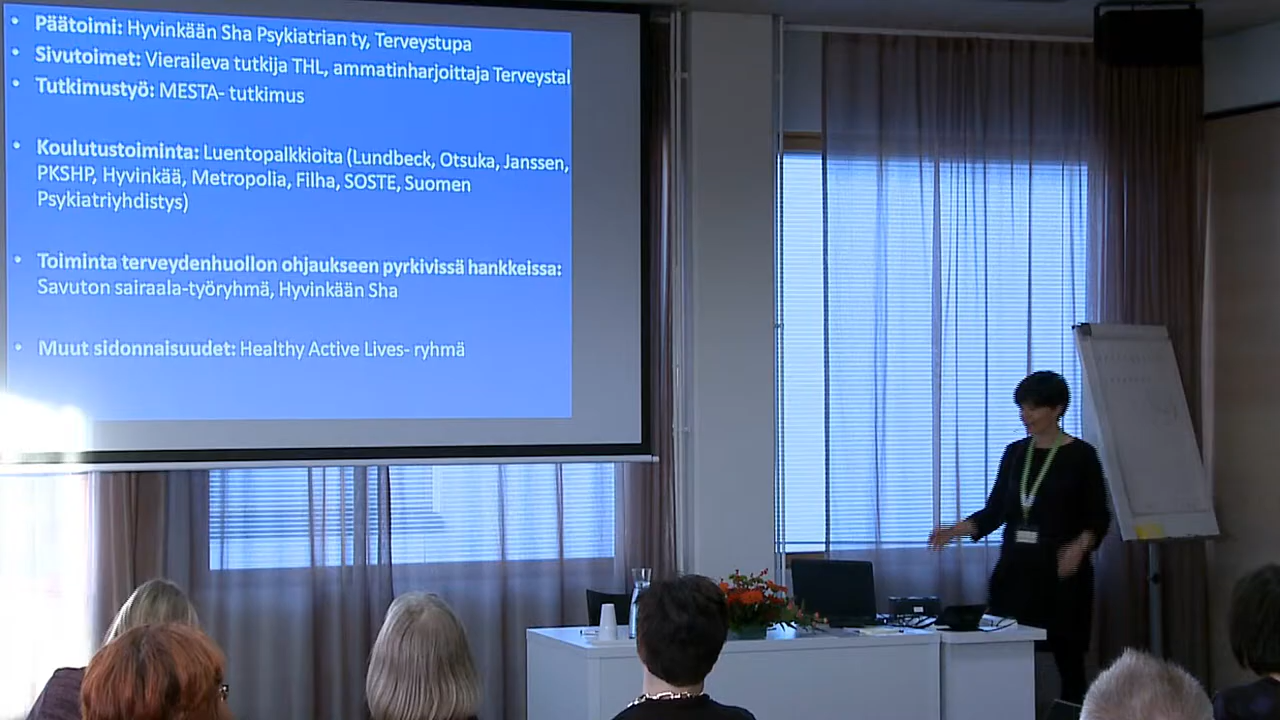 • Päätoimi: Hyvinkään Sha Psykiatrian ty, Terveystupa
• Sivutoimet: Vieraileva tutkija THL, ammatinharjoittaja Terveystal
• Tutkimustyö: MESTA- tutkimus
• Koulutustoiminta: Luentopalkkioita (Lundbeck, Otsuka, Janssen,
PKSHP, Hyvinkää, Metropolia, Filha, SOSTE, Suomen
Psykiatriyhdistys)
• Toiminta terveydenhuollon ohjaukseen pyrkivissä hankkeissa:
Savuton sairaala-työryhmä, Hyvinkään Sha
• Muut sidonnaisuudet: Healthy Active Lives- ryhmä